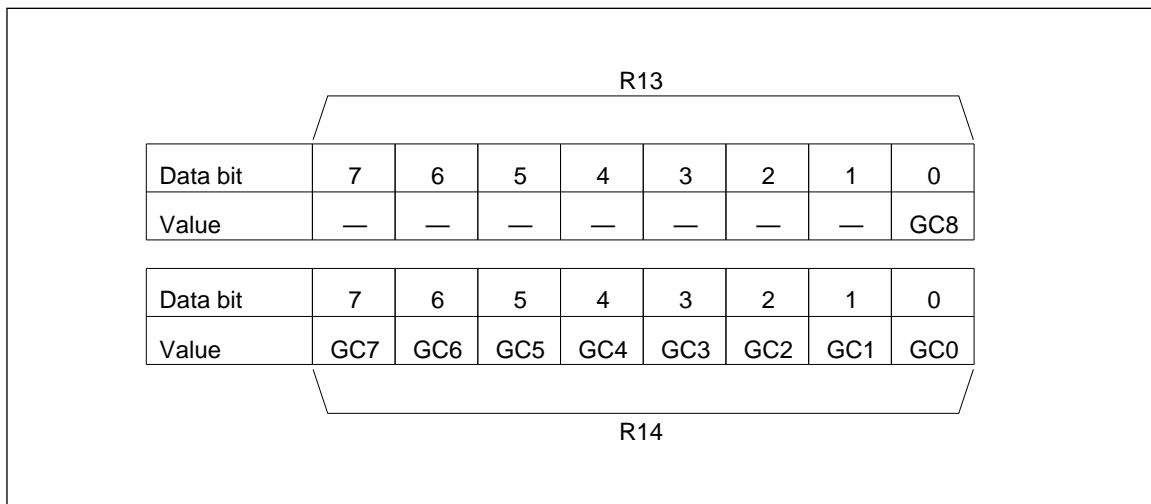 R13
Data bit 7 6 5 4 3 2 1 0
Value — — — — — — — GC8
Data bit 7 6 5 4 3 2 1 0
Value GC7 GC6 GC5 GC4 GC3 GC2 GC1 GC0
R14